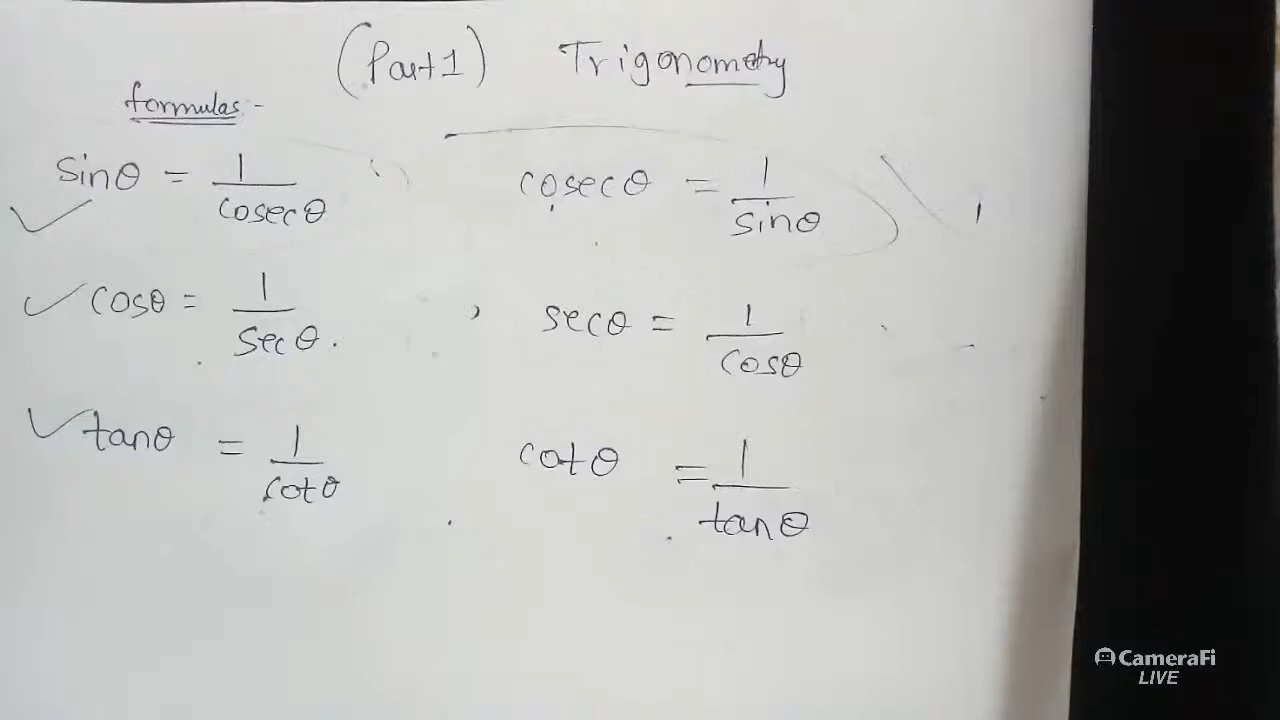 (Part 1) Trigonometry
formulas -
sinθ = 1/cosecθ cosecθ = 1/sinθ
cosθ = 1/secθ , secθ = 1/cosθ
tanθ = 1/cotθ cotθ = 1/tanθ
CameraFi
LIVE